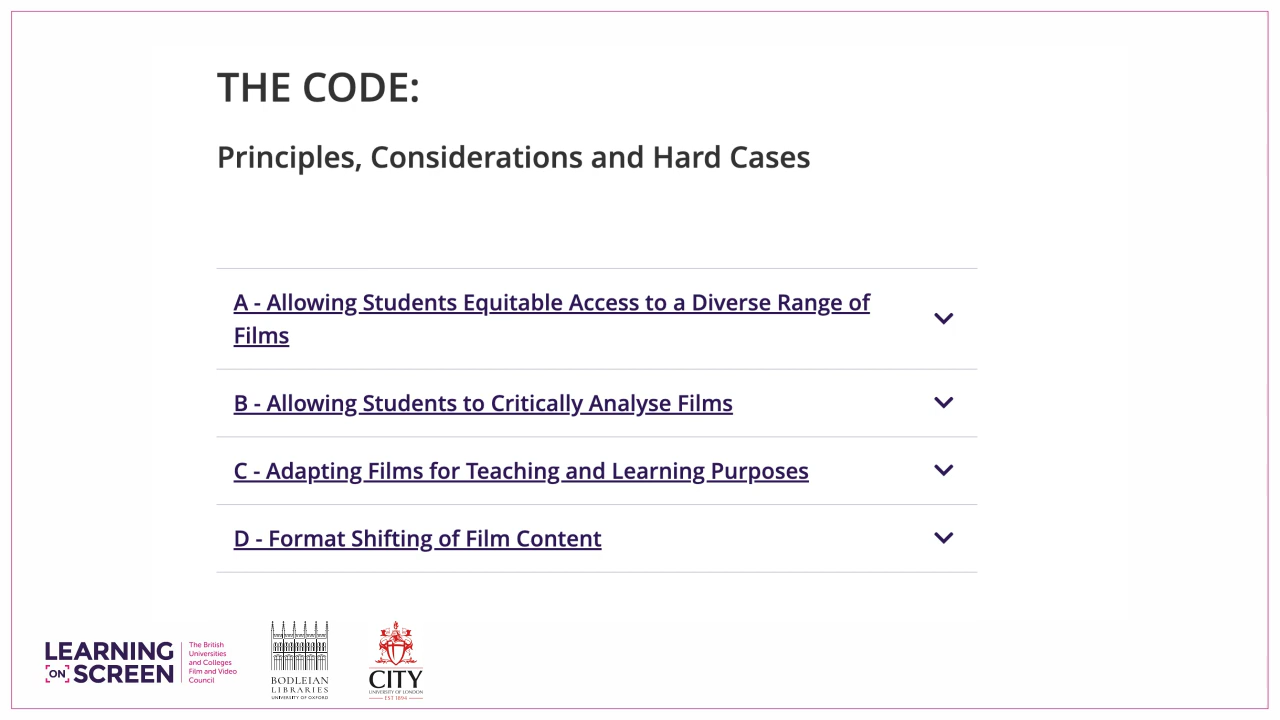 THE CODE:
Principles, Considerations and Hard Cases
A - Allowing Students Equitable Access to a Diverse Range of
Films
B - Allowing Students to Critically Analyse Films
C - Adapting Films for Teaching and Learning Purposes
D - Format Shifting of Film Content
LEARNING
ON SCREEN
The British
Universities
and Colleges
Film and Video
Council
BODLEIAN
LIBRARIES
UNIVERSITY OF OXFORD
CITY
UNIVERSITY OF LONDON
EST 1894